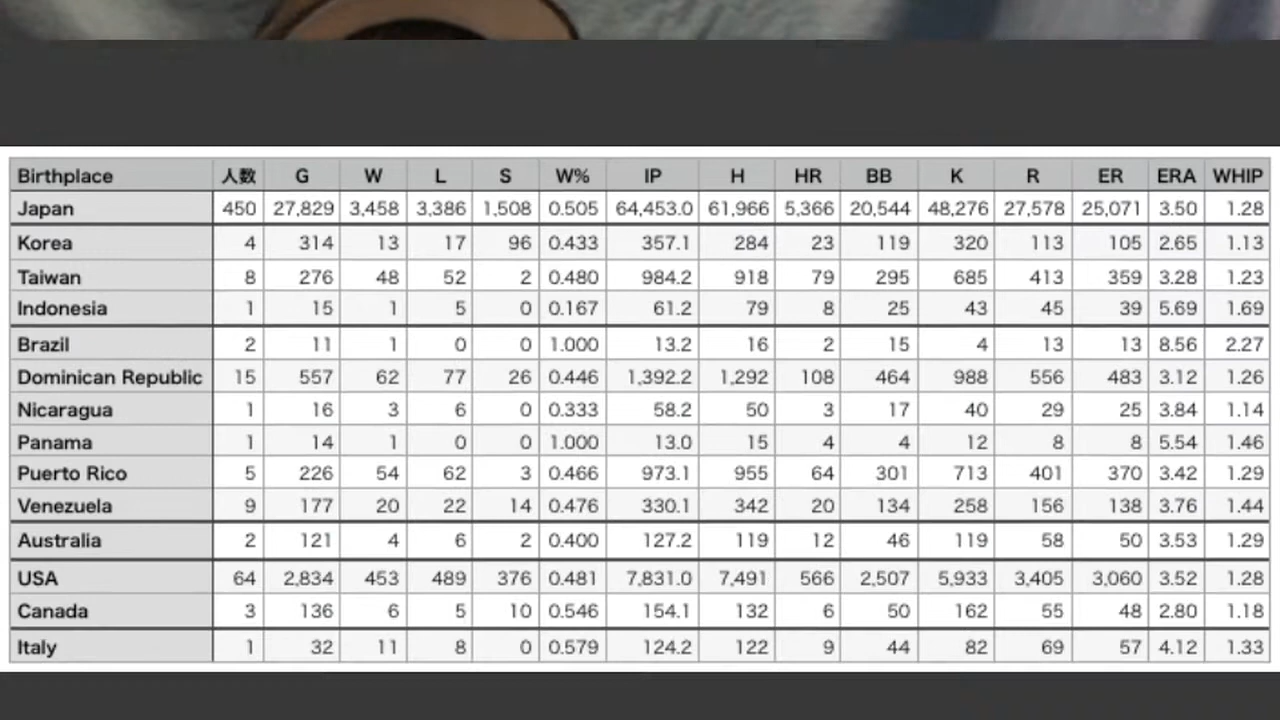 Birthplace 人数 G W L S W% IP H HR BB K R ER ERA WHIP
Japan 450 27,829 3,458 3,386 1,508 0.505 64,453.0 61,966 5,366 20,544 48,276 27,578 25,071 3.50 1.28
Korea 4 314 13 17 96 0.433 357.1 284 23 119 320 113 105 2.65 1.13
Taiwan 8 276 48 52 2 0.480 984.2 918 79 295 685 413 359 3.28 1.23
Indonesia 1 15 1 5 0 0.167 61.2 79 8 25 43 45 39 5.69 1.69
Brazil 2 11 1 0 0 1.000 13.2 16 2 15 4 13 13 8.56 2.27
Dominican Republic 15 557 62 77 26 0.446 1,392.2 1,292 108 464 988 556 483 3.12 1.26
Nicaragua 1 16 3 6 0 0.333 58.2 50 3 17 40 29 25 3.84 1.14
Panama 1 14 1 0 0 1.000 13.0 15 4 4 12 8 8 5.54 1.46
Puerto Rico 5 226 54 62 3 0.466 973.1 955 64 301 713 401 370 3.42 1.29
Venezuela 9 177 20 22 14 0.476 330.1 342 20 134 258 156 138 3.76 1.44
Australia 2 121 4 6 2 0.400 127.2 119 12 46 119 58 50 3.53 1.29
USA 64 2,834 453 489 376 0.481 7,831.0 7,491 566 2,507 5,933 3,405 3,060 3.52 1.28
Canada 3 136 6 5 10 0.546 154.1 132 6 50 162 55 48 2.80 1.18
Italy 1 32 11 8 0 0.579 124.2 122 9 44 82 69 57 4.12 1.33